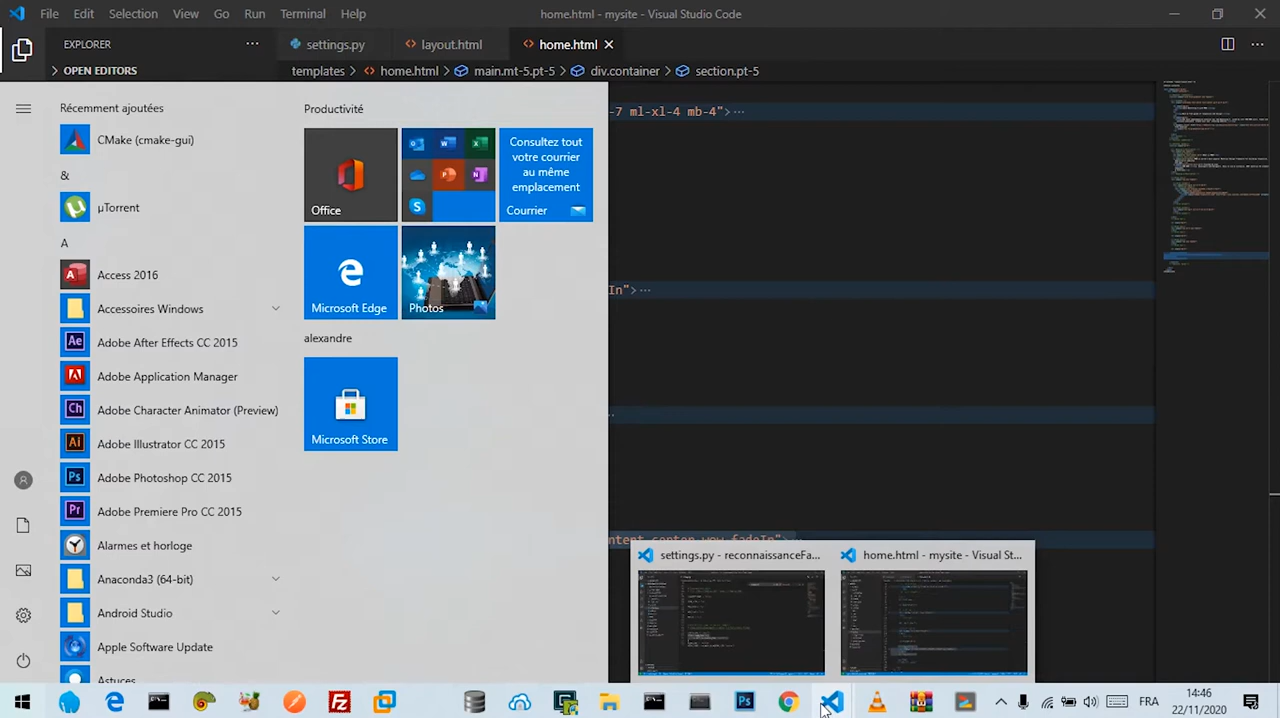 File Edit Selection View Go Run Terminal Help
home.html - mysite - Visual Studio Code
EXPLORER
settings.py
layout.html
home.html
OPEN EDITORS
templates > home.html > main.mt-5.pt-5 > div.container > section.pt-5
Récemment ajoutées
CMake (cmake-gui)
&
µTorrent
A
Access 2016
Accessoires Windows
Adobe After Effects CC 2015
Adobe Application Manager
Adobe Character Animator (Preview)
Adobe Illustrator CC 2015
Adobe Photoshop CC 2015
Adobe Premiere Pro CC 2015
Alarmes et horloge
Anaconda3 (64-bit)
Android Studio
Apple Software Update
Astuces
Productivité
Office
Consultez tout
votre courrier
au même
emplacement
Courrier
Microsoft Edge
Photos
alexandre
Microsoft Store
-7 ml-xl-4 mb-4">...
In">...
settings.py - reconnaissanceFa...
home.html - mysite - Visual St...
FRA
14:46
22/11/2020